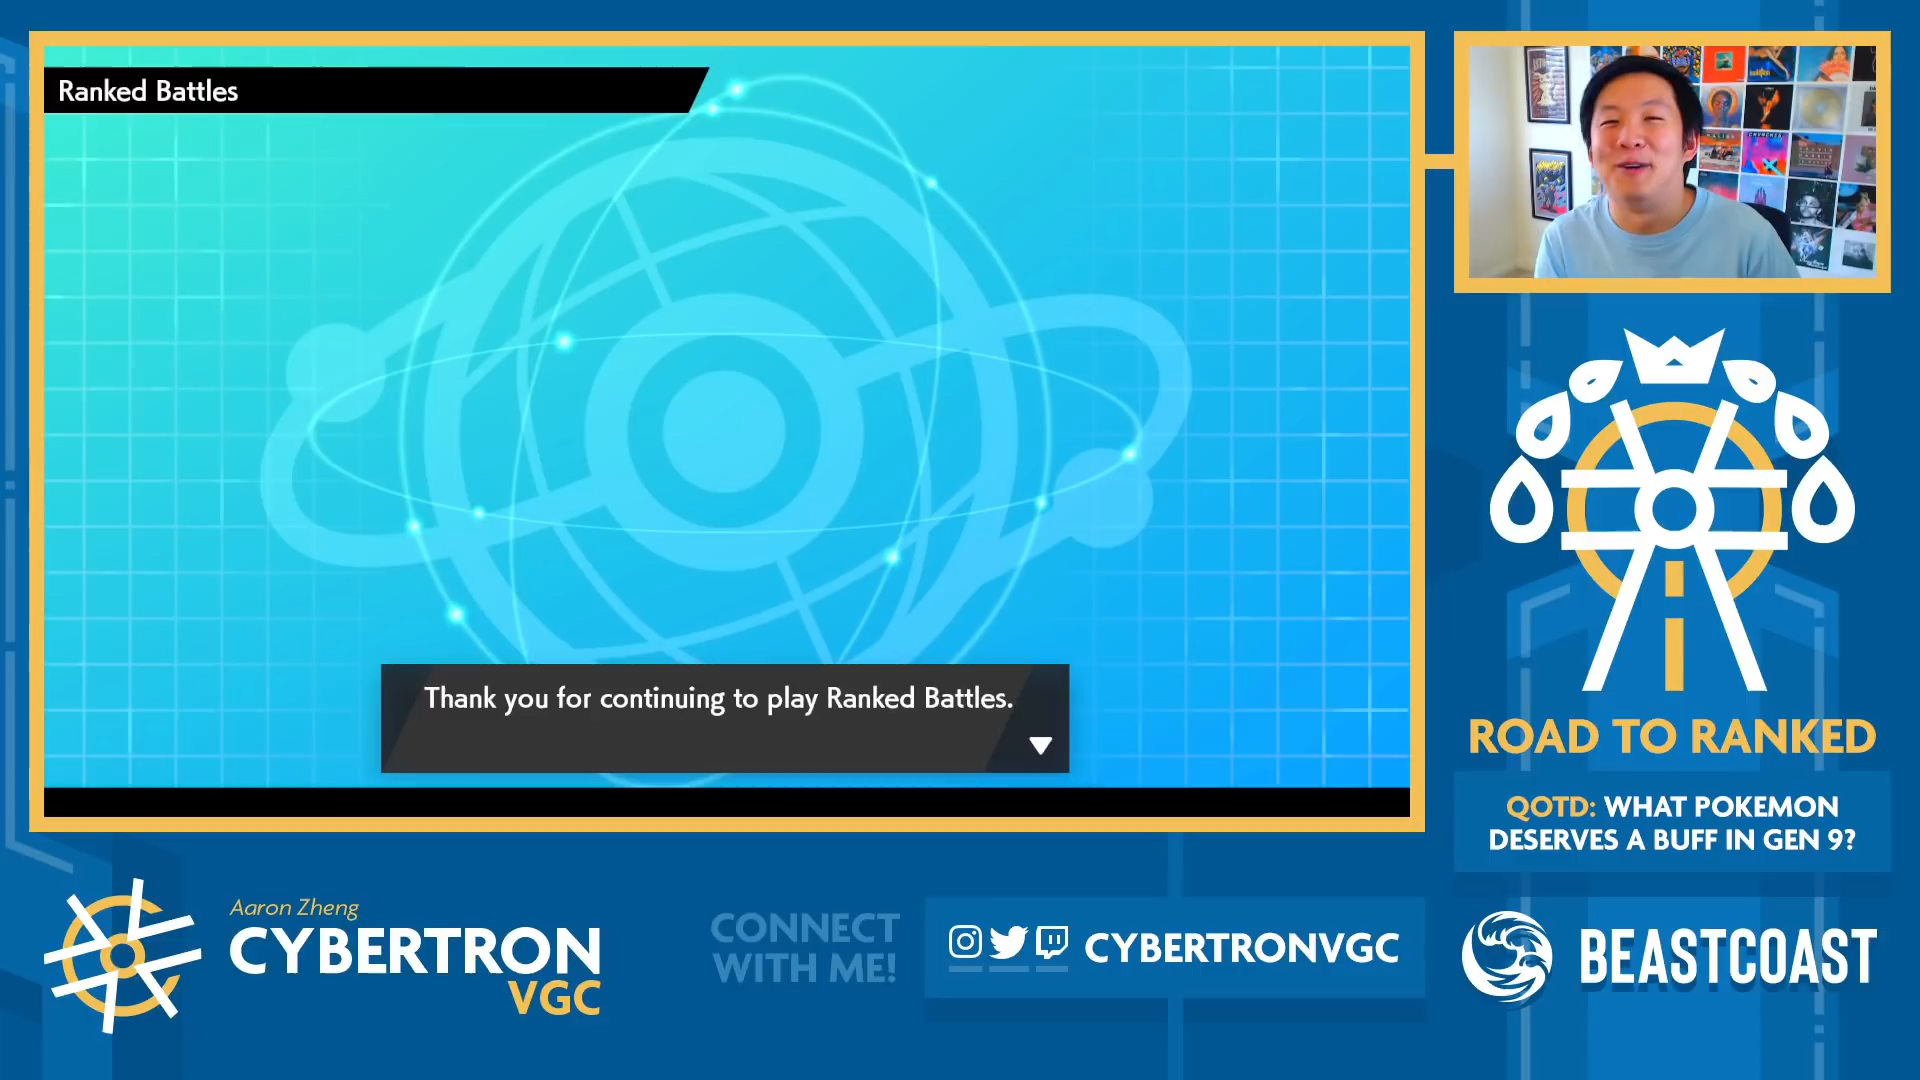 Ranked Battles
Thank you for continuing to play Ranked Battles.
ROAD TO RANKED
QOTD: WHAT POKEMON
DESERVES A BUFF IN GEN 9?
Aaron Zheng
CYBERTRON
VGC
CONNECT
WITH ME!
CYBERTRONVGC
BEASTCOAST